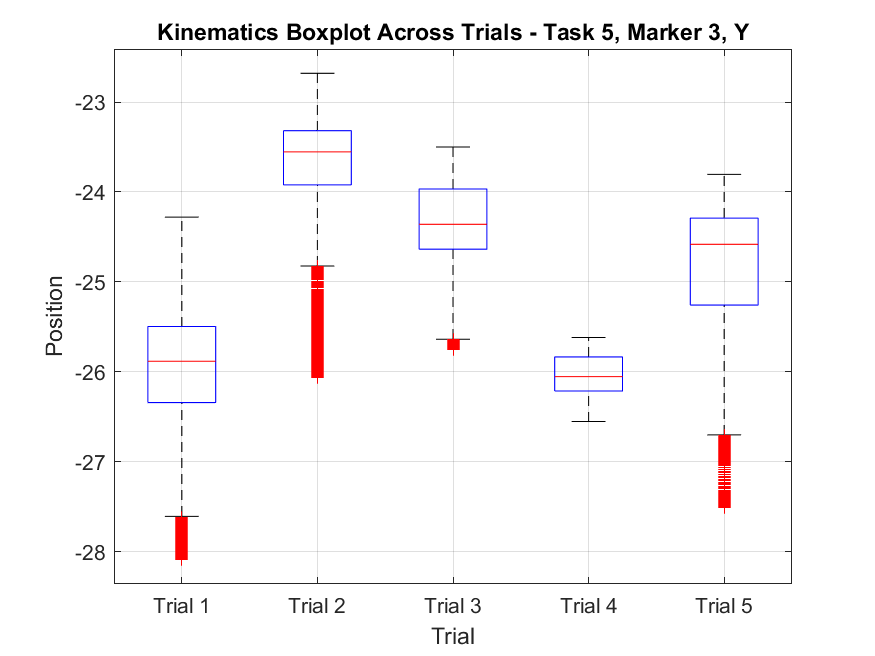 Kinematics Boxplot Across Trials - Task 5, Marker 3, Y
-23
-24
-25
-26
-27
-28
Position
Trial 1 Trial 2 Trial 3 Trial 4 Trial 5
Trial